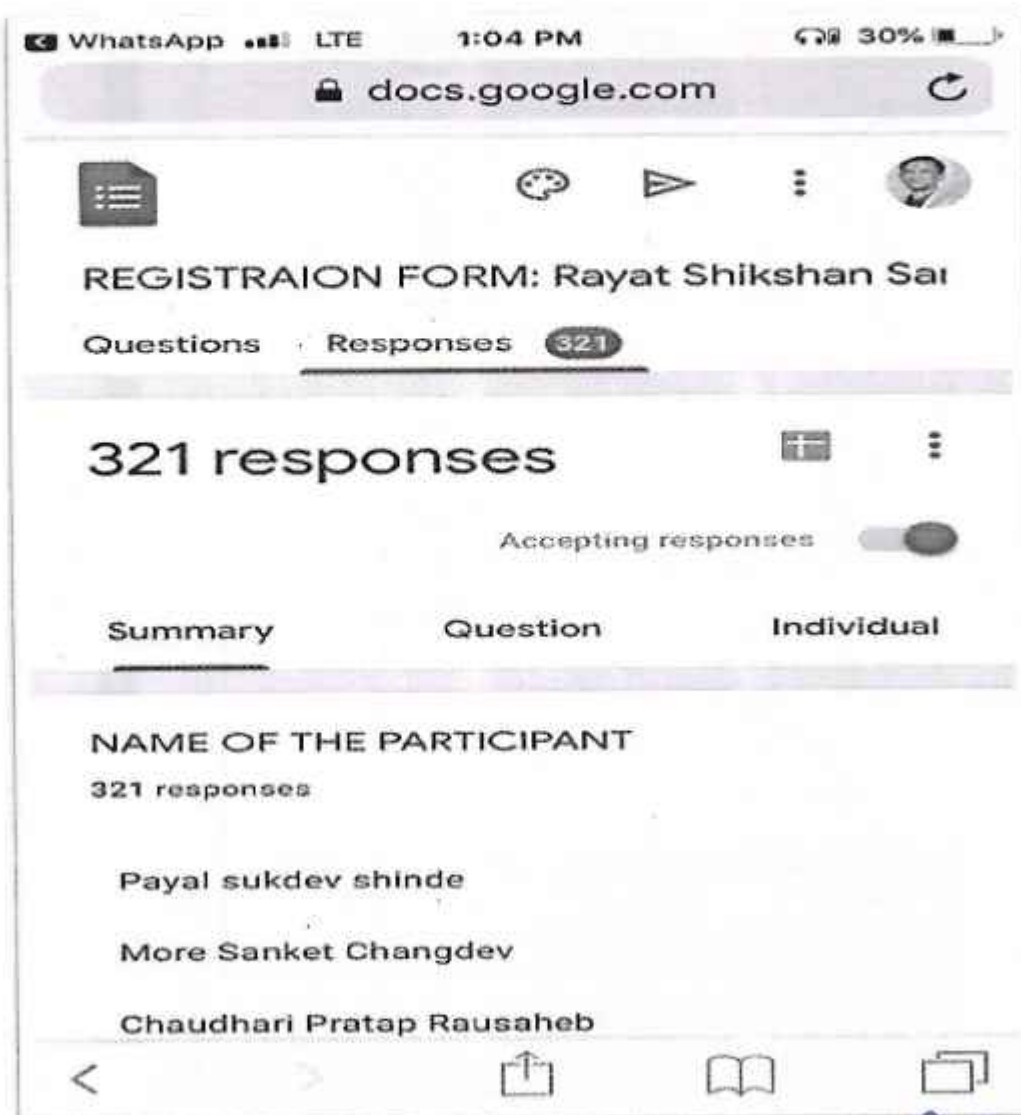 WhatsApp LTE 1:04 PM 30%
docs.google.com
REGISTRAION FORM: Rayat Shikshan Sai
Questions Responses 321
321 responses
Accepting responses
Summary Question Individual
NAME OF THE PARTICIPANT
321 responses
Payal sukdev shinde
More Sanket Changdev
Chaudhari Pratap Rausaheb